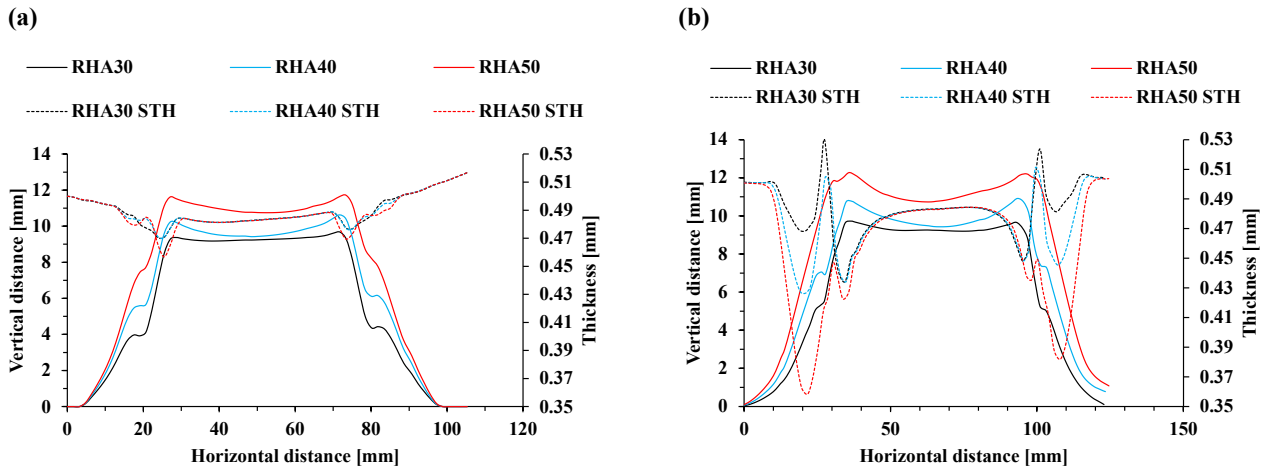 (a)
RHA30 RHA40 RHA50
RHA30 STH RHA40 STH RHA50 STH
14 0.53
12 0.51
10 0.49
8 0.47
6 0.45
4 0.43
2 0.41
0 0.39
0.37
0.35
Vertical distance [mm]
Thickness [mm]
0 20 40 60 80 100 120
Horizontal distance [mm]
(b)
RHA30 RHA40 RHA50
RHA30 STH RHA40 STH RHA50 STH
14 0.53
12 0.51
10 0.49
8 0.47
6 0.45
4 0.43
2 0.41
0 0.39
0.37
0.35
Vertical distance [mm]
Thickness [mm]
0 50 100 150
Horizontal distance [mm]